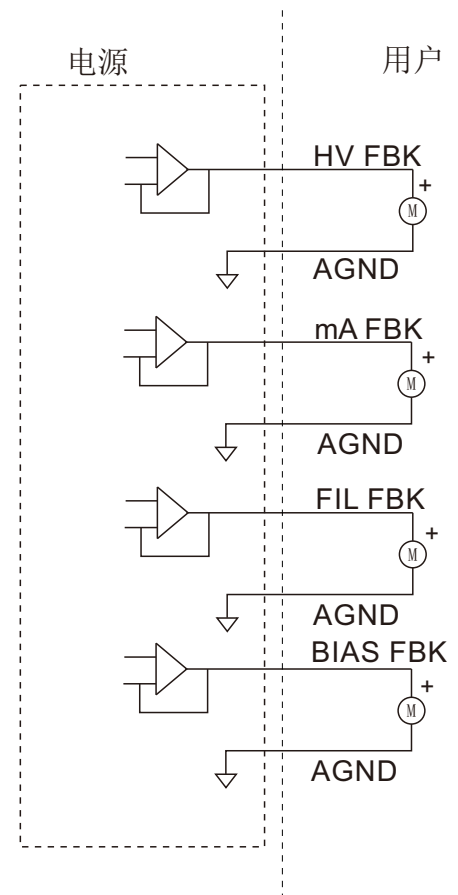 电源
用户
HV FBK
+
M
AGND
mA FBK
+
M
AGND
FIL FBK
+
M
AGND
BIAS FBK
+
M
AGND